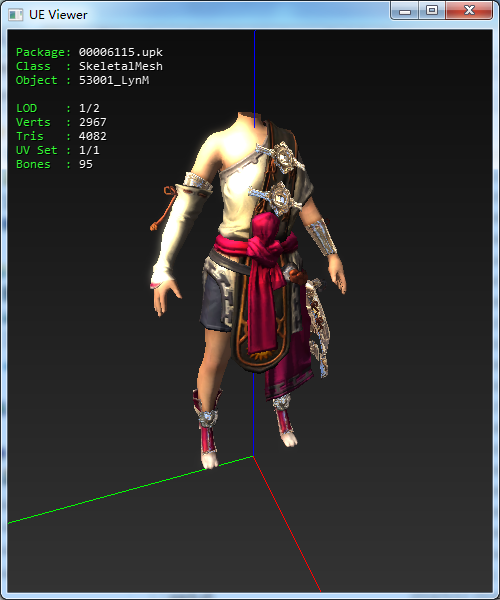 UE Viewer
Package: 00006115.upk
Class : SkeletalMesh
Object : 53001_LynM
LOD : 1/2
Verts : 2967
Tris : 4082
UV Set : 1/1
Bones : 95